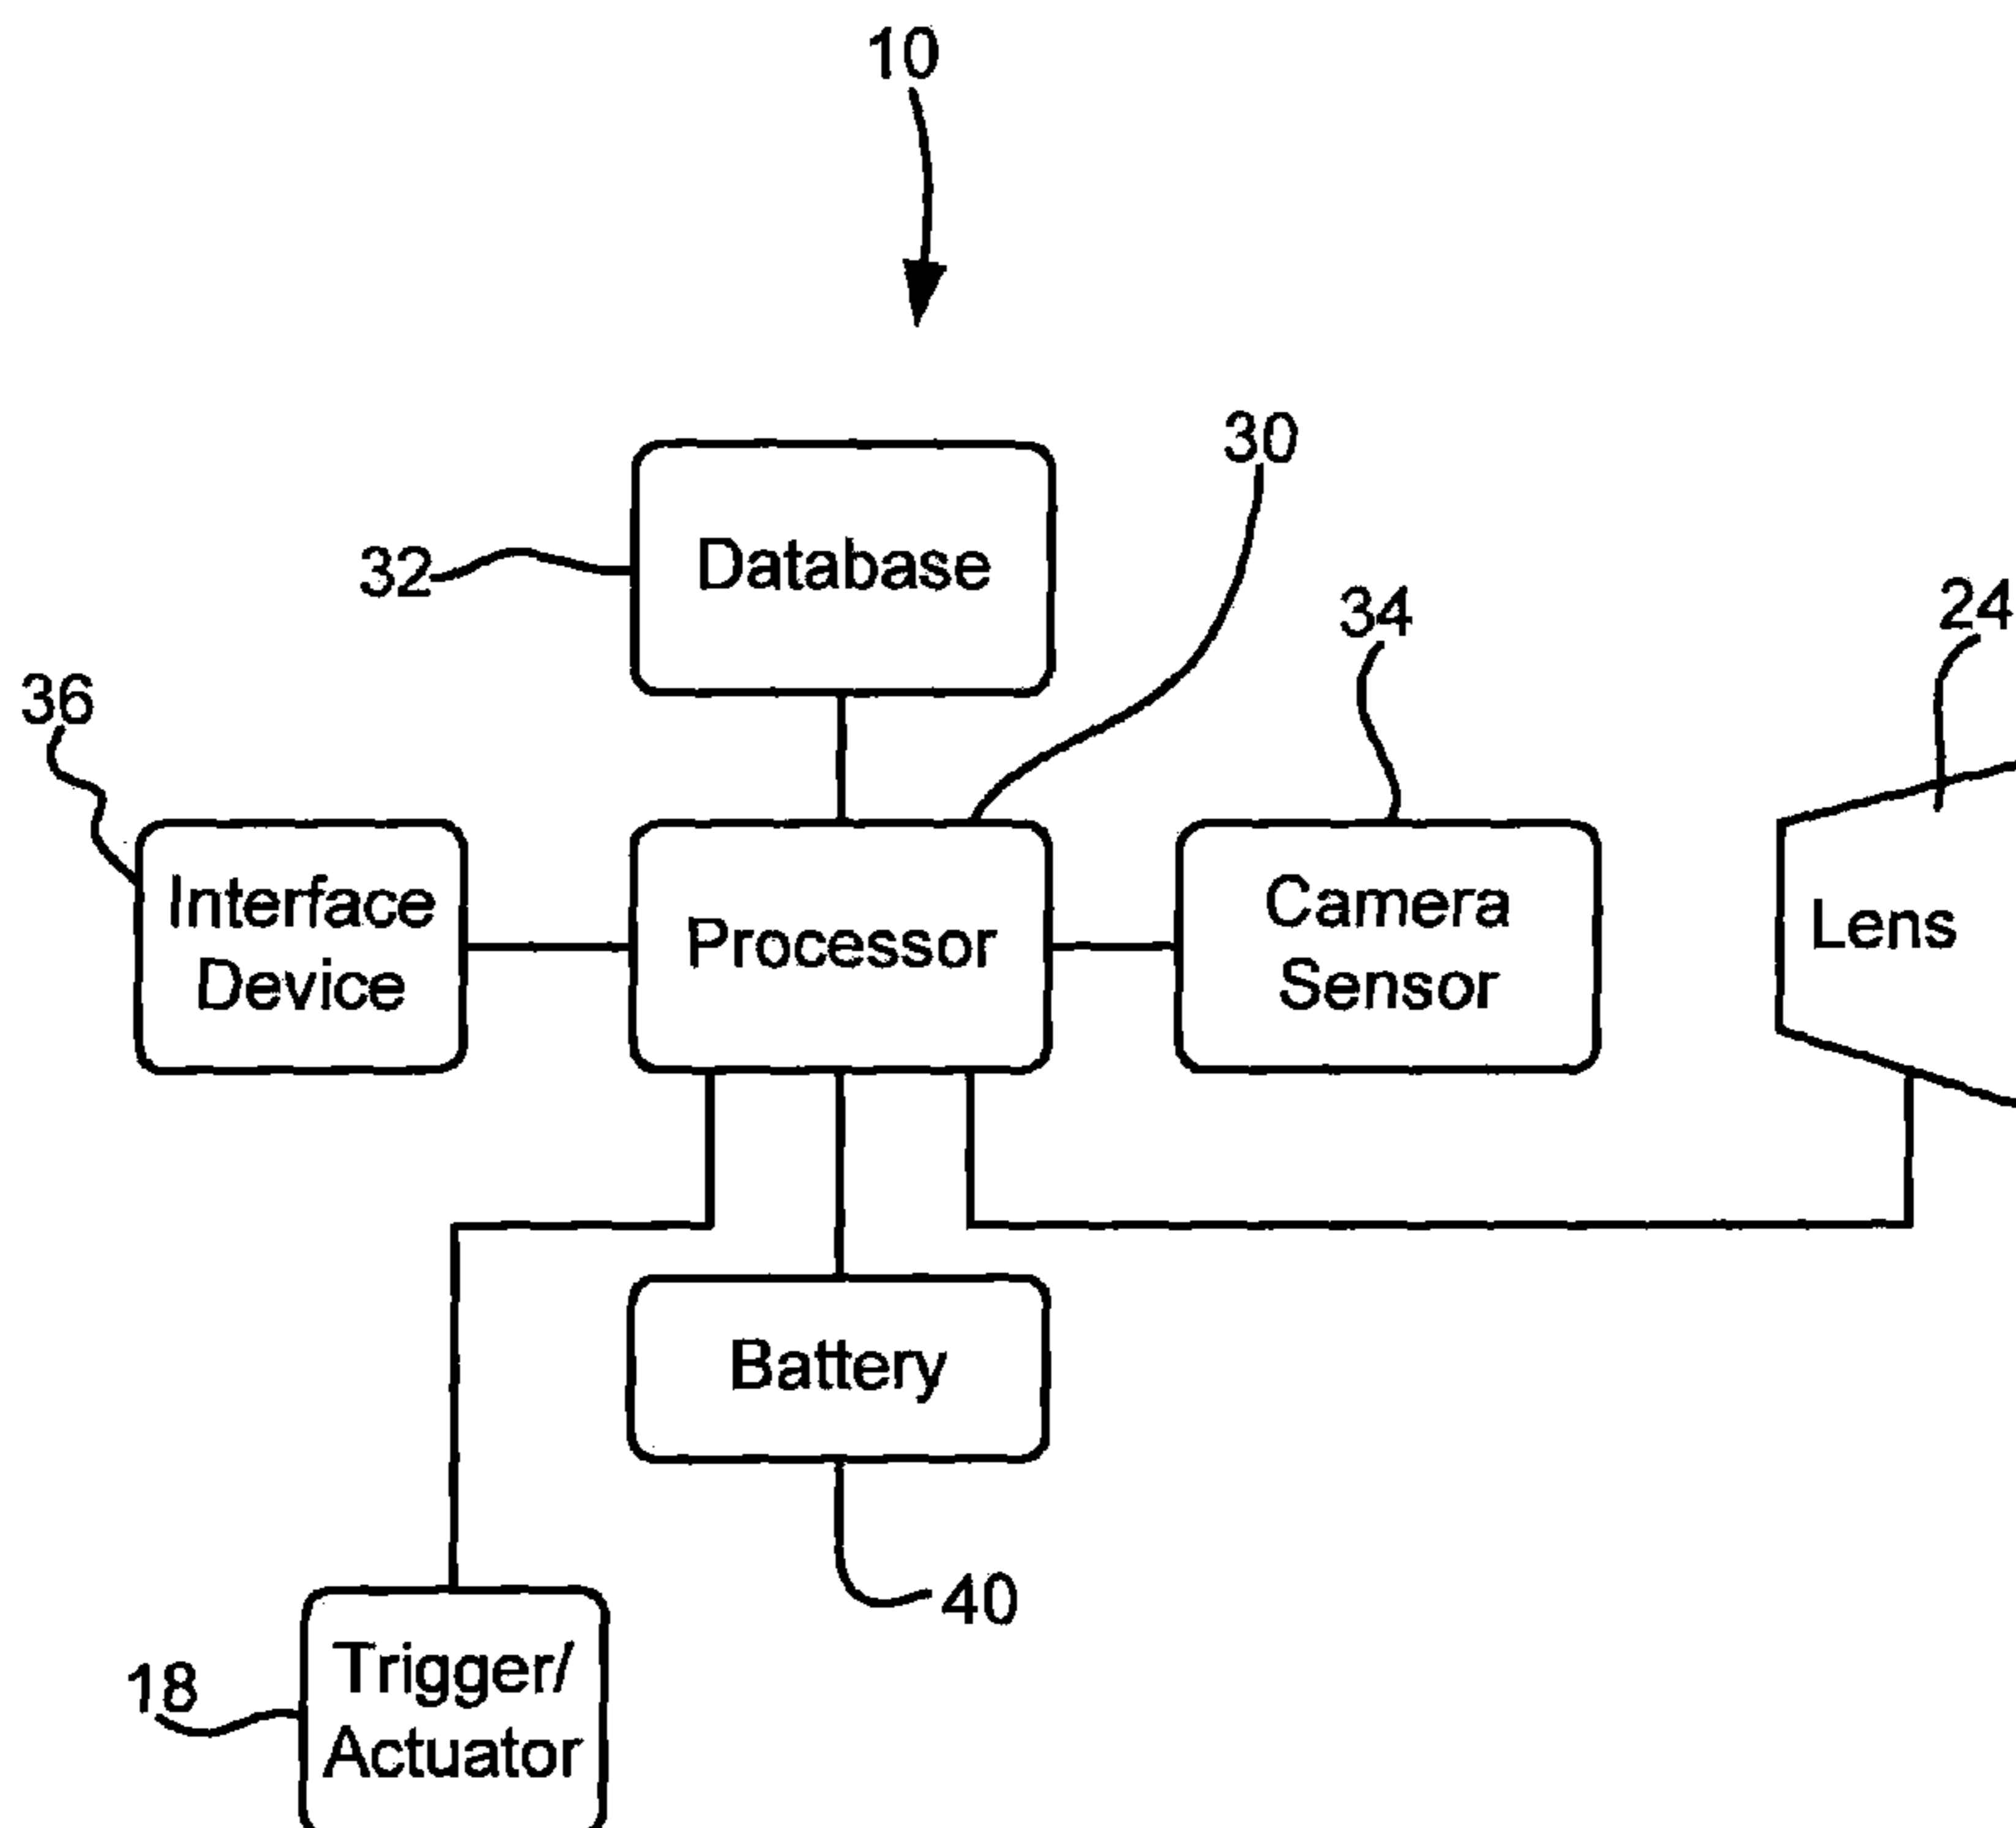 10
30
Database
32
34
24
36
Interface
Device
Processor
Camera
Sensor
Lens
Battery
40
18
Trigger/
Actuator